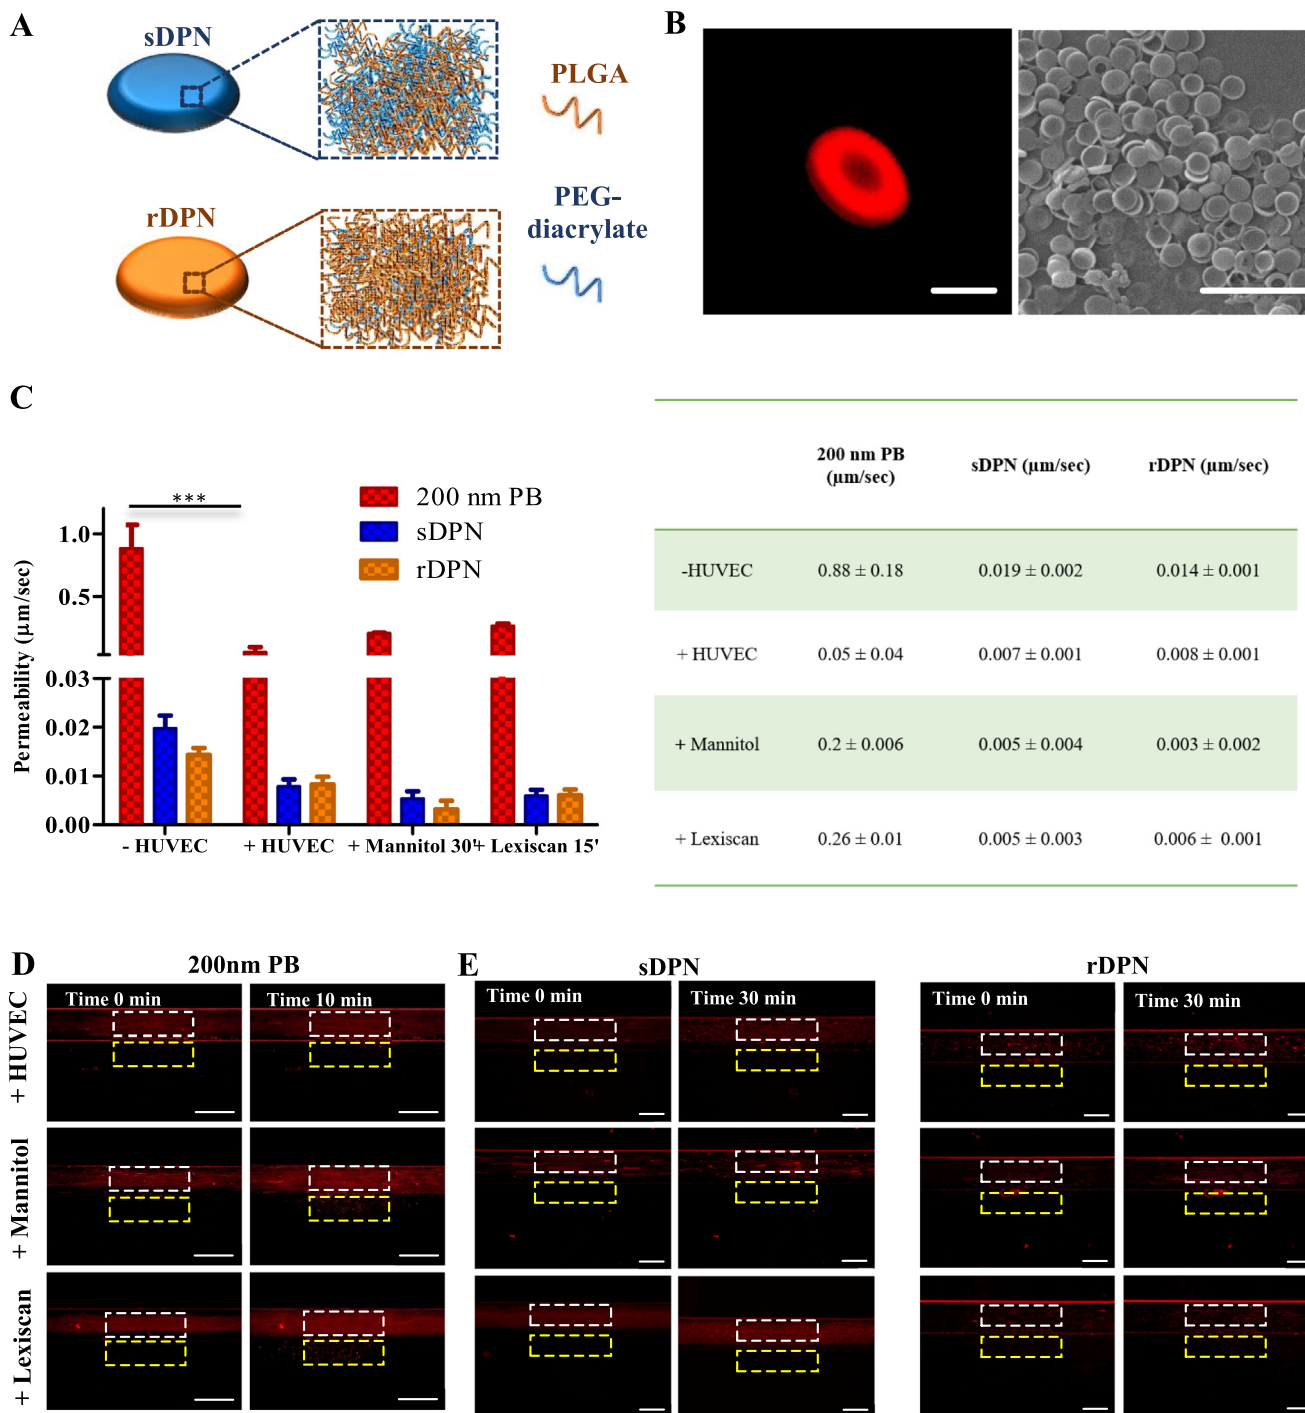 A
sDPN
PLGA
rDPN
PEG-
diacrylate
B
C
Permeability (µm/sec)
1.0
0.5
0.03
0.02
0.01
0.00
***
200 nm PB
sDPN
rDPN
- HUVEC
+ HUVEC
+ Mannitol 30'
+ Lexiscan 15'
200 nm PB
(µm/sec)
sDPN (µm/sec)
rDPN (µm/sec)
-HUVEC 0.88 ± 0.18 0.019 ± 0.002 0.014 ± 0.001
+ HUVEC 0.05 ± 0.04 0.007 ± 0.001 0.008 ± 0.001
+ Mannitol 0.2 ± 0.006 0.005 ± 0.004 0.003 ± 0.002
+ Lexiscan 0.26 ± 0.01 0.005 ± 0.003 0.006 ± 0.001
D
200nm PB
Time 0 min
Time 10 min
+ HUVEC
+ Mannitol
+ Lexiscan
E
sDPN
Time 0 min
Time 30 min
rDPN
Time 0 min
Time 30 min